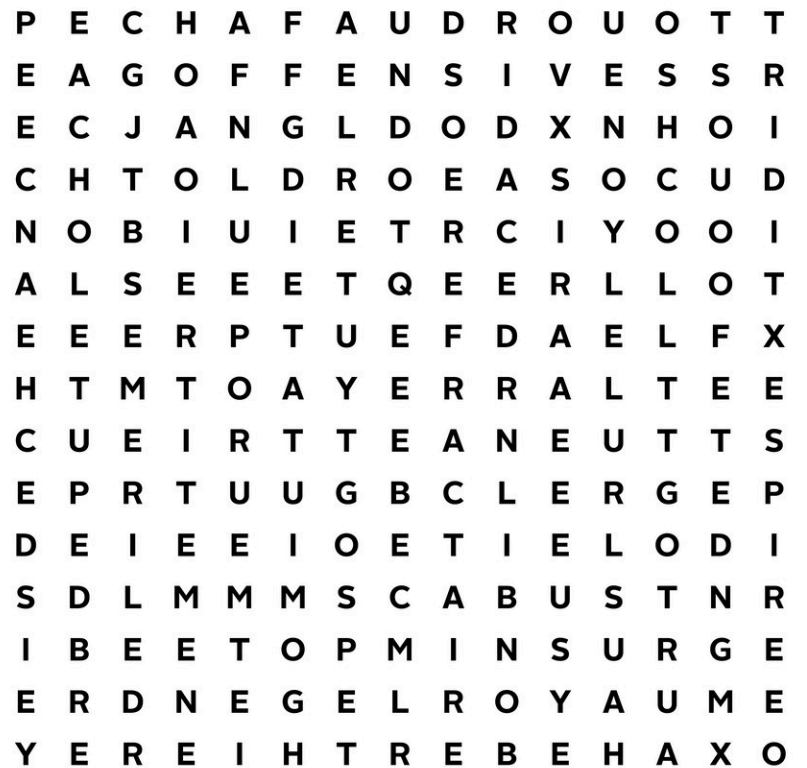 P E C H A F A U D R O U O T T
E A G O F F E N S I V E S S R
E C J A N G L D O D X N H O I
C H T O L D R O E A S O C U D
N O B I U I E T R C I Y O O I
A L S E E E T Q E E R L L O T
E E E R P T U E F D A E L F X
H T M T O A Y E R R A L T E E
C U E I R T T E A N E U T T S
E P R T U U G B C L E R G E P
D E I E E I O E T I E L O D I
S D L M M M S C A B U S T N R
I B E E T O P M I N S U R G E
E R D N E G E L R O Y A U M E
Y E R E I H T R E B E H A X O